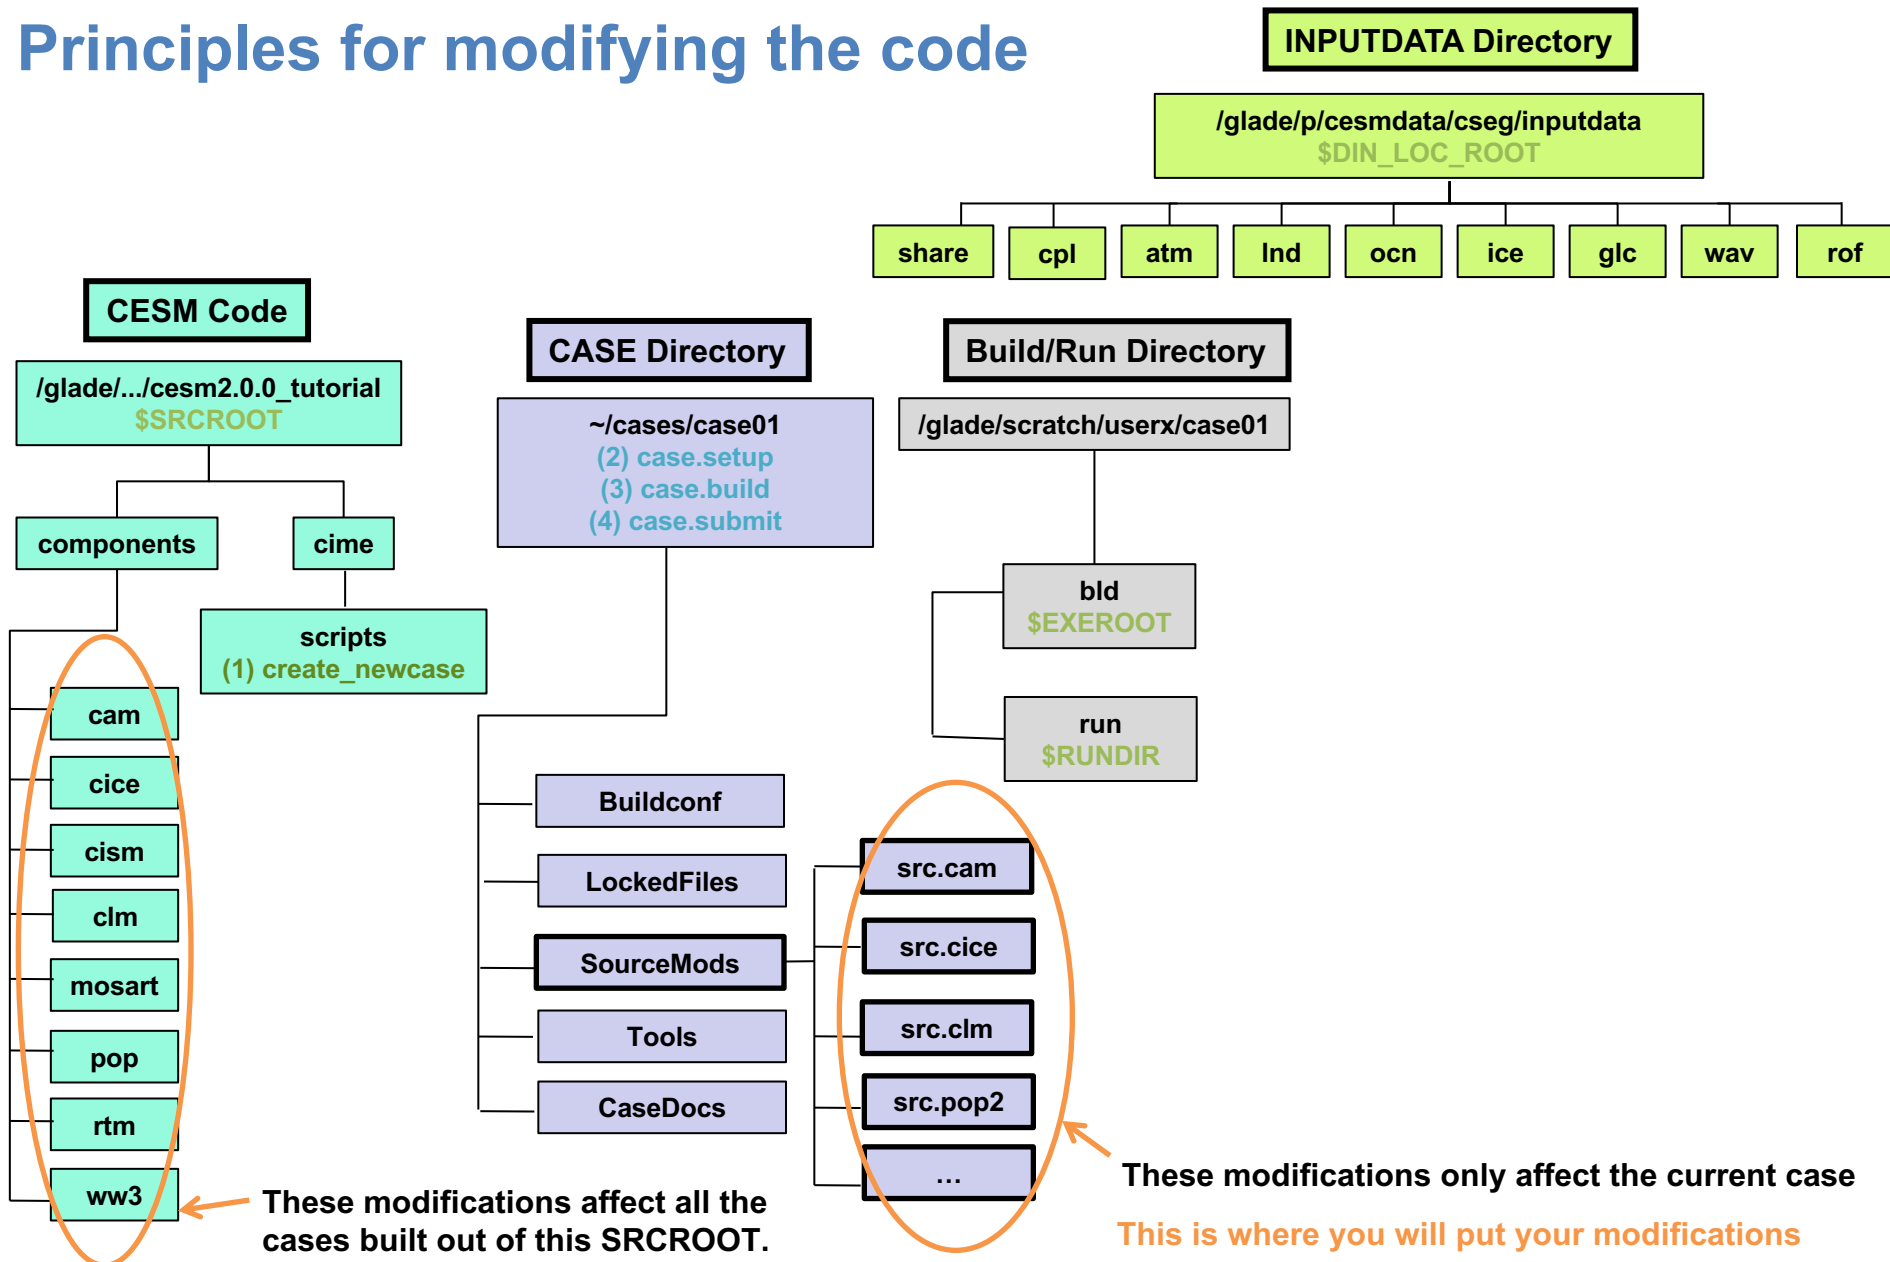 Principles for modifying the code
INPUTDATA Directory
/glade/p/cesmdata/cseg/inputdata
$DIN_LOC_ROOT
share
cpl
atm
lnd
ocn
ice
glc
wav
rof
CESM Code
/glade/.../cesm2.0.0_tutorial
$SRCROOT
components
cime
scripts
(1) create_newcase
cam
cice
cism
clm
mosart
pop
rtm
ww3
These modifications affect all the
cases built out of this SRCROOT.
CASE Directory
~/cases/case01
(2) case.setup
(3) case.build
(4) case.submit
Buildconf
LockedFiles
SourceMods
Tools
CaseDocs
src.cam
src.cice
src.clm
src.pop2
...
Build/Run Directory
/glade/scratch/userx/case01
bld
$EXEROOT
run
$RUNDIR
These modifications only affect the current case
This is where you will put your modifications